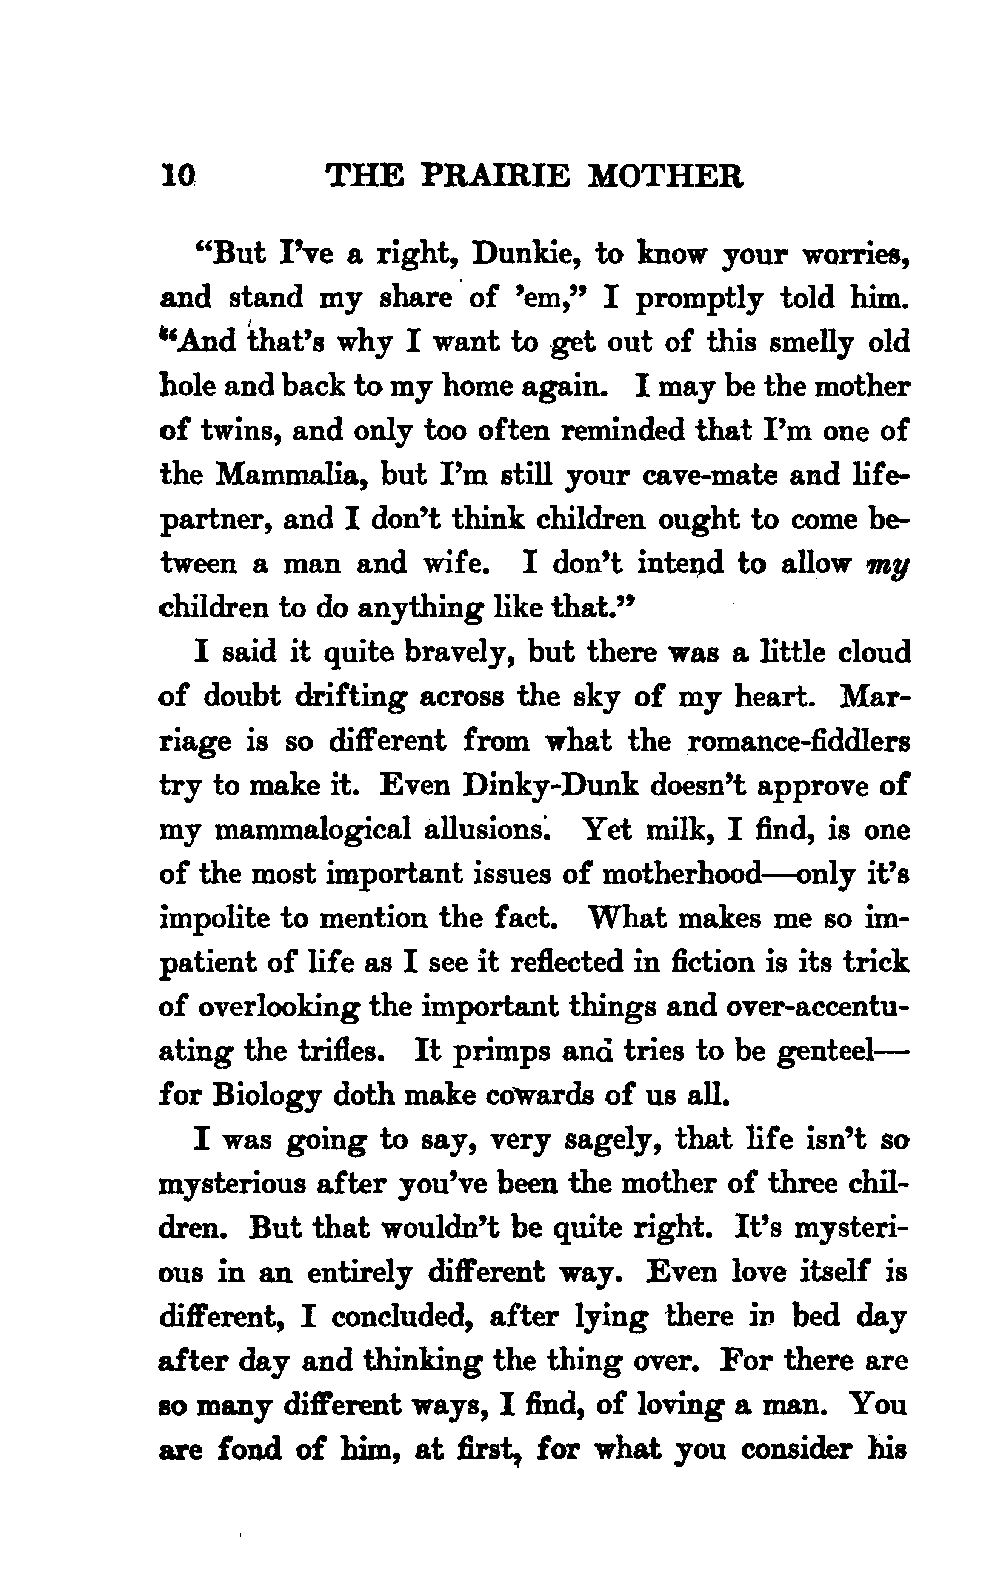 10 THE PRAIRIE MOTHER
“But I’ve a right, Dunkie, to know your worries,
and stand my share of ’em,” I promptly told him.
“And that’s why I want to get out of this smelly old
hole and back to my home again. I may be the mother
of twins, and only too often reminded that I’m one of
the Mammalia, but I’m still your cave-mate and life-
partner, and I don’t think children ought to come be-
tween a man and wife. I don’t intend to allow my
children to do anything like that.”
I said it quite bravely, but there was a little cloud
of doubt drifting across the sky of my heart. Mar-
riage is so different from what the romance-fiddlers
try to make it. Even Dinky-Dunk doesn’t approve of
my mammalogical allusions. Yet milk, I find, is one
of the most important issues of motherhood—only it’s
impolite to mention the fact. What makes me so im-
patient of life as I see it reflected in fiction is its trick
of overlooking the important things and over-accentu-
ating the trifles. It primps and tries to be genteel—
for Biology doth make cowards of us all.
I was going to say, very sagely, that life isn’t so
mysterious after you’ve been the mother of three chil-
dren. But that wouldn’t be quite right. It’s mysteri-
ous in an entirely different way. Even love itself is
different, I concluded, after lying there in bed day
after day and thinking the thing over. For there are
so many different ways, I find, of loving a man. You
are fond of him, at first, for what you consider his